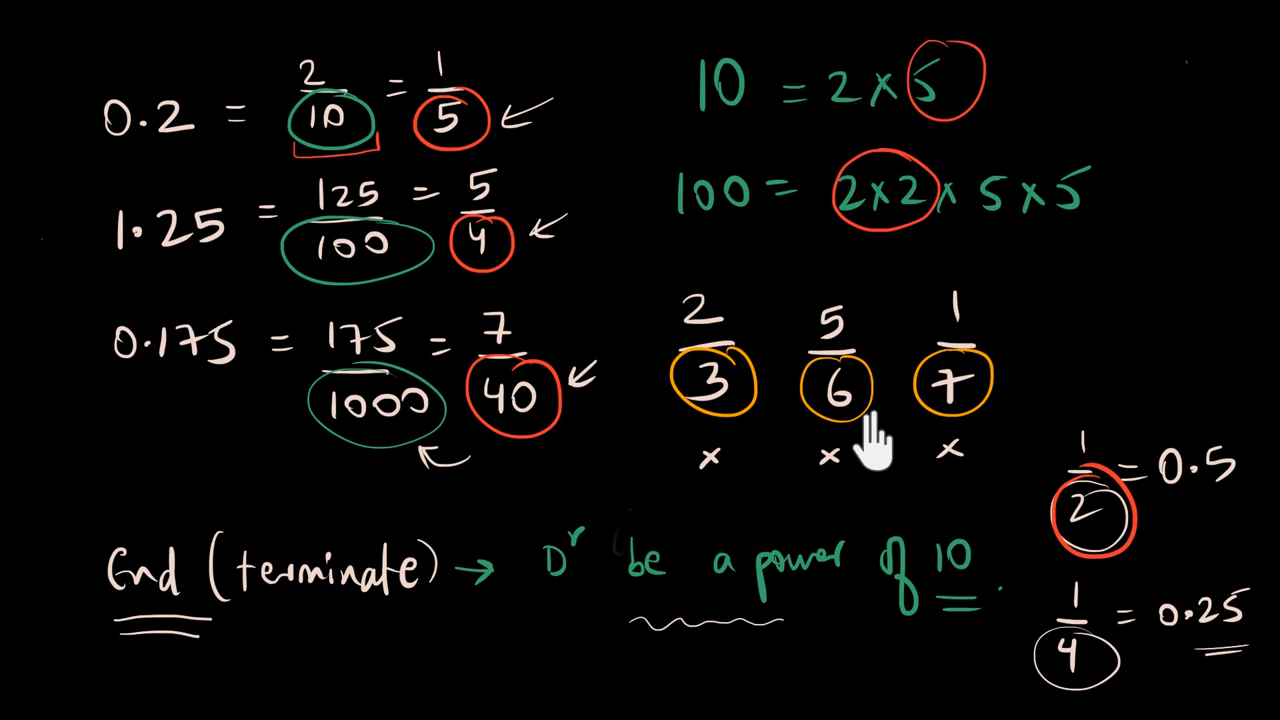 0.2 = 2/10 = 1/5
1.25 = 125/100 = 5/4
0.175 = 175/1000 = 7/40
10 = 2 × 5
100 = 2 × 2 × 5 × 5
2/3 5/6 1/7
× × ×
1/2 = 0.5
1/4 = 0.25
End (terminate) → Dʳ be a power of 10